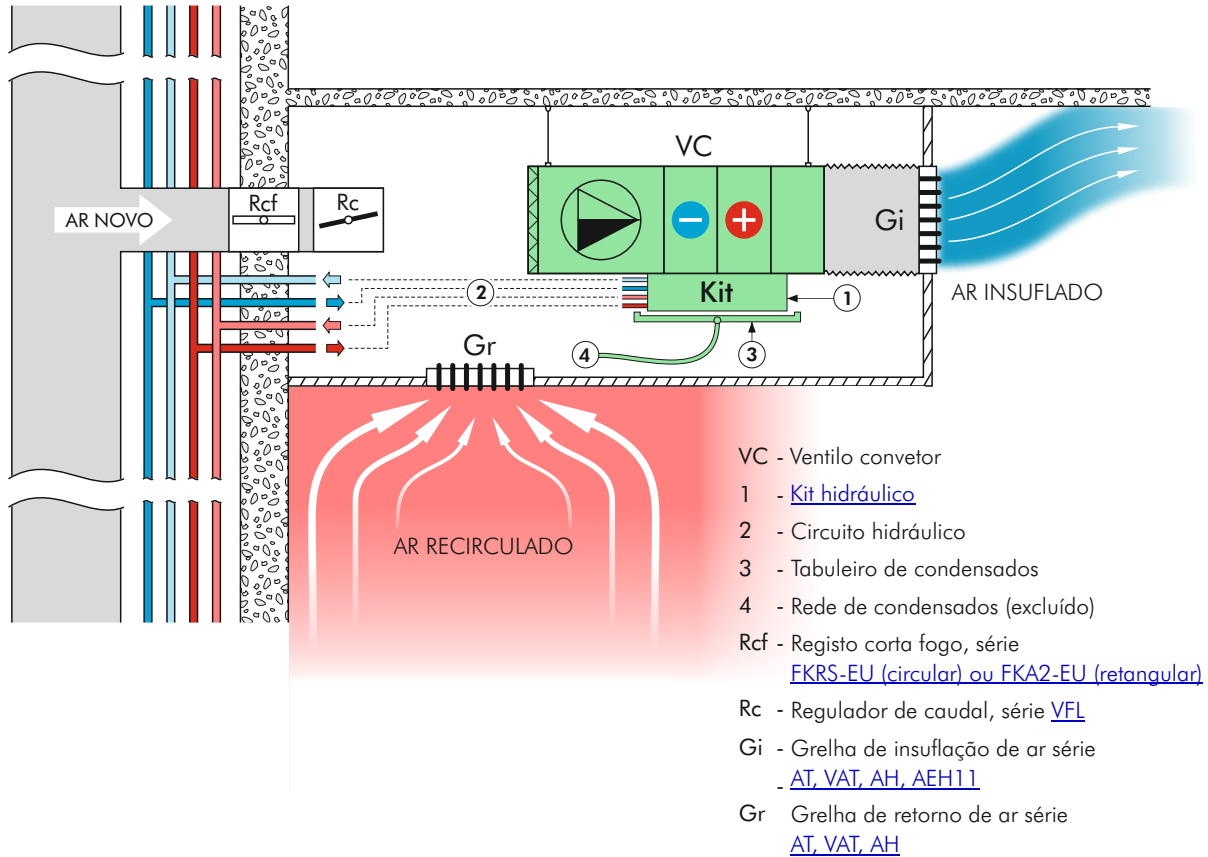 VC
Rcf
Rc
AR NOVO
Gi
Kit
1
2
AR INSUFLADO
Gr
3
4
AR RECIRCULADO
VC - Ventilo convetor
1 - Kit hidráulico
2 - Circuito hidráulico
3 - Tabuleiro de condensados
4 - Rede de condensados (excluído)
Rcf - Registo corta fogo, série
FKRS-EU (circular) ou FKA2-EU (retangular)
Rc - Regulador de caudal, série VFL
Gi - Grelha de insuflação de ar série
- AT, VAT, AH, AEH11
Gr Grelha de retorno de ar série
AT, VAT, AH